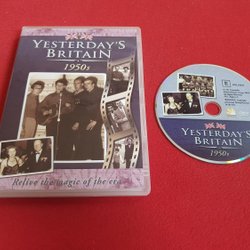 YESTERDAY'S
BRITAIN
1950s
Relive the magic of the era
YESTERDAY'S
BRITAIN
1950s